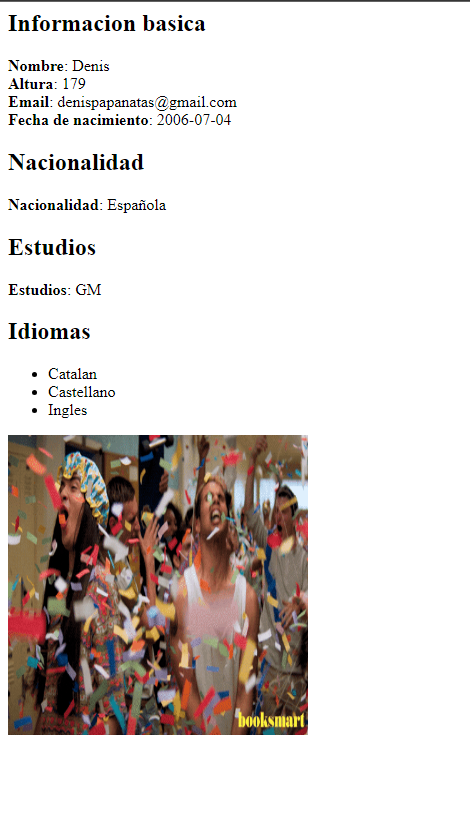 Informacion basica
Nombre: Denis
Altura: 179
Email: denispapanatas@gmail.com
Fecha de nacimiento: 2006-07-04
Nacionalidad
Nacionalidad: Española
Estudios
Estudios: GM
Idiomas
• Catalan
• Castellano
• Ingles
booksmart